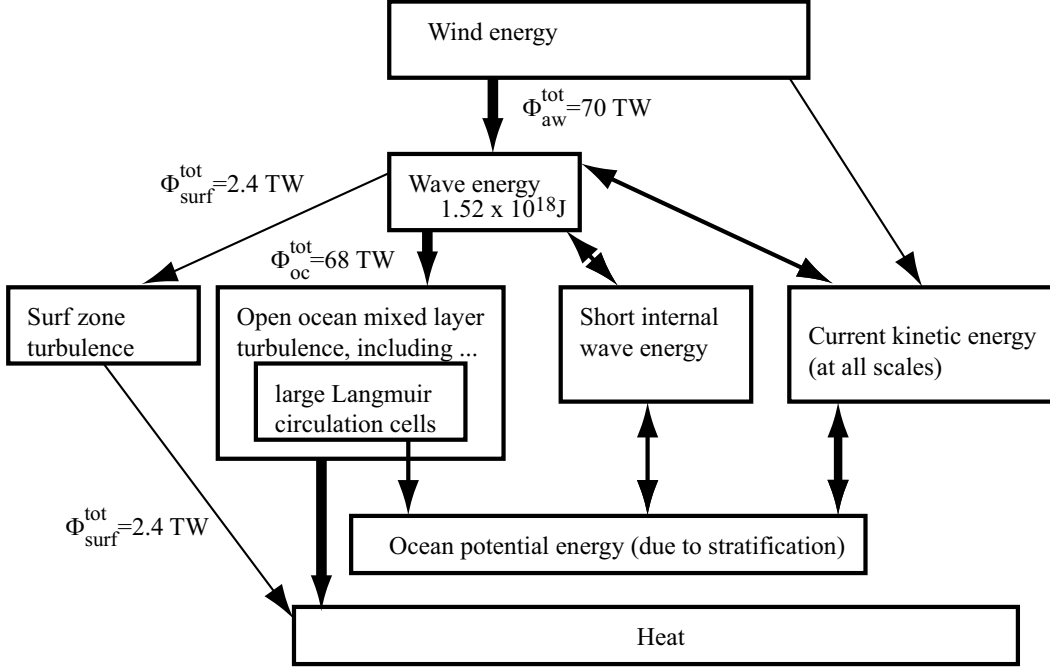 Wind energy
Φ_aw^tot=70 TW
Φ_surf^tot=2.4 TW
Wave energy
1.52 x 10^18J
Φ_oc^tot=68 TW
Surf zone
turbulence
Open ocean mixed layer
turbulence, including ...
large Langmuir
circulation cells
Short internal
wave energy
Current kinetic energy
(at all scales)
Φ_surf^tot=2.4 TW
Ocean potential energy (due to stratification)
Heat